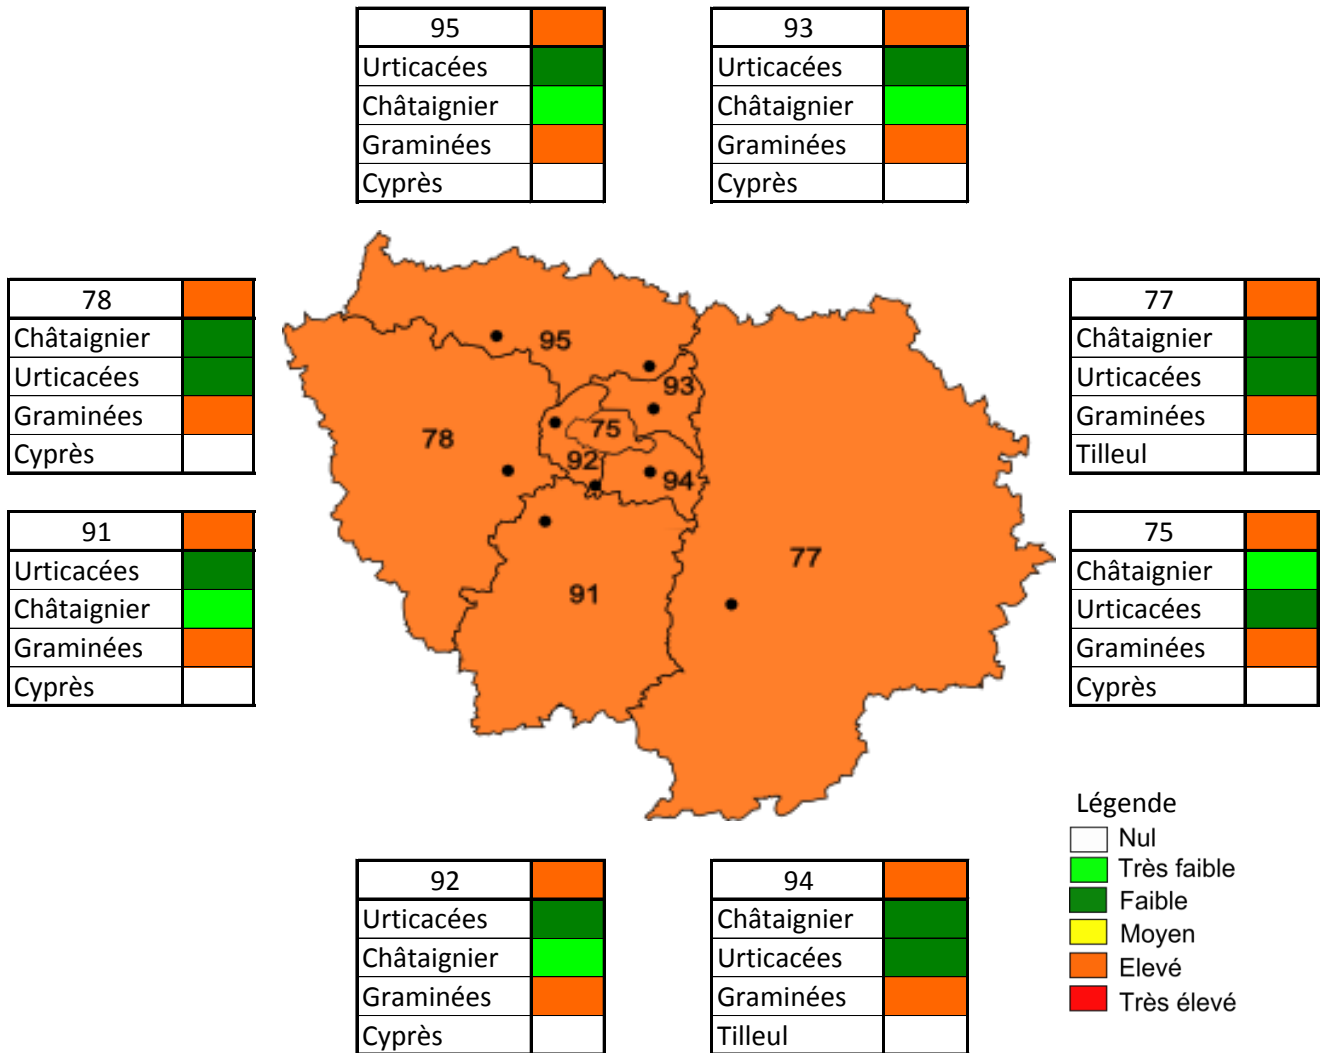 95
Urticacées
Châtaignier
Graminées
Cyprès
93
Urticacées
Châtaignier
Graminées
Cyprès
78
Châtaignier
Urticacées
Graminées
Cyprès
91
Urticacées
Châtaignier
Graminées
Cyprès
95
93
75
78
92
94
77
91
77
Châtaignier
Urticacées
Graminées
Tilleul
75
Châtaignier
Urticacées
Graminées
Cyprès
92
Urticacées
Châtaignier
Graminées
Cyprès
94
Châtaignier
Urticacées
Graminées
Tilleul
Légende
Nul
Très faible
Faible
Moyen
Elevé
Très élevé